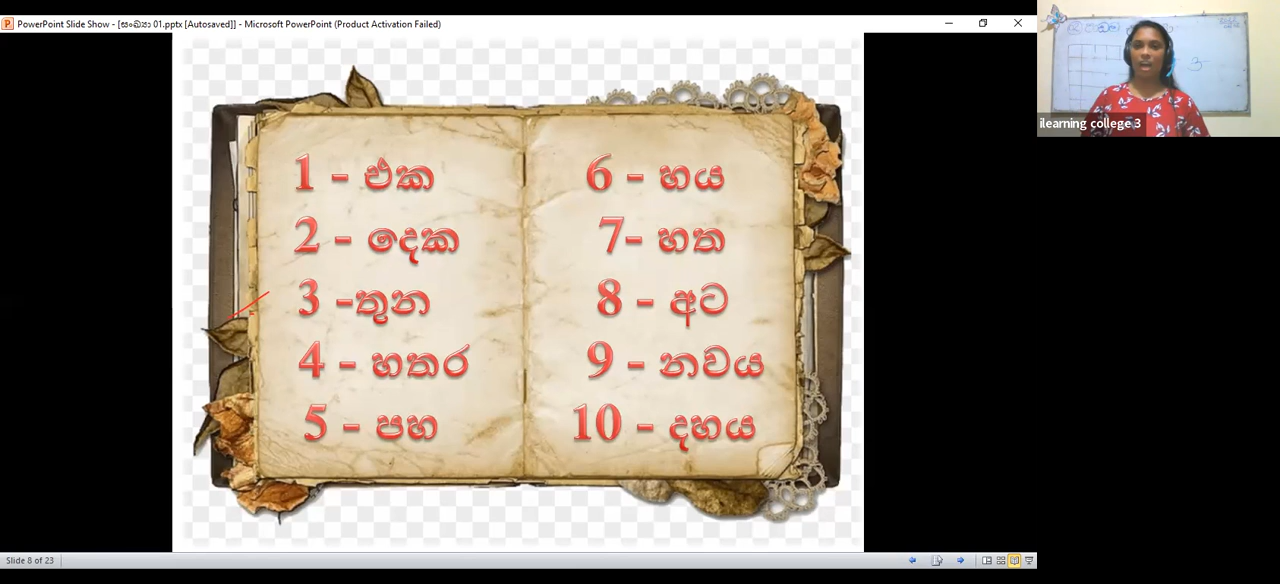 PowerPoint Slide Show - [සංඛ්‍යා 01.pptx [Autosaved]] - Microsoft PowerPoint (Product Activation Failed)
ilearning college 3
1 - එක
2 - දෙක
3 -තුන
4 - හතර
5 - පහ
6 - හය
7- හත
8 - අට
9 - නවය
10 - දහය
Slide 8 of 23